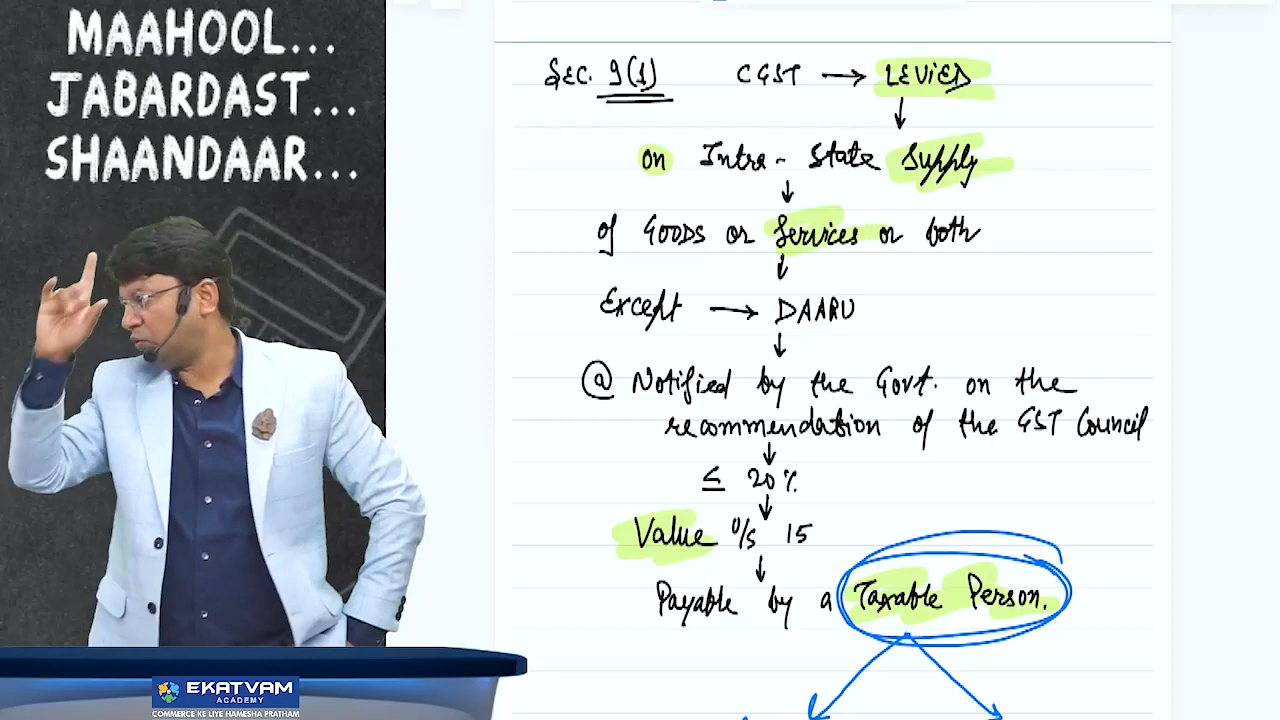 MAAHOOL...
JABARDAST...
SHAANDAAR...
SEC. 9(1) CGST → LEVIED
↓
on Intra - State Supply
↓
of GOODS or Services or both
↓
Except → DAARU
↓
@ Notified by the Govt. on the
recommendation of the GST Council
↓
≤ 20%
↓
Value u/s 15
↓
Payable by a Taxable Person.
EKATVAM
ACADEMY
COMMERCE KE LIYE HAMESHA PRATHAM